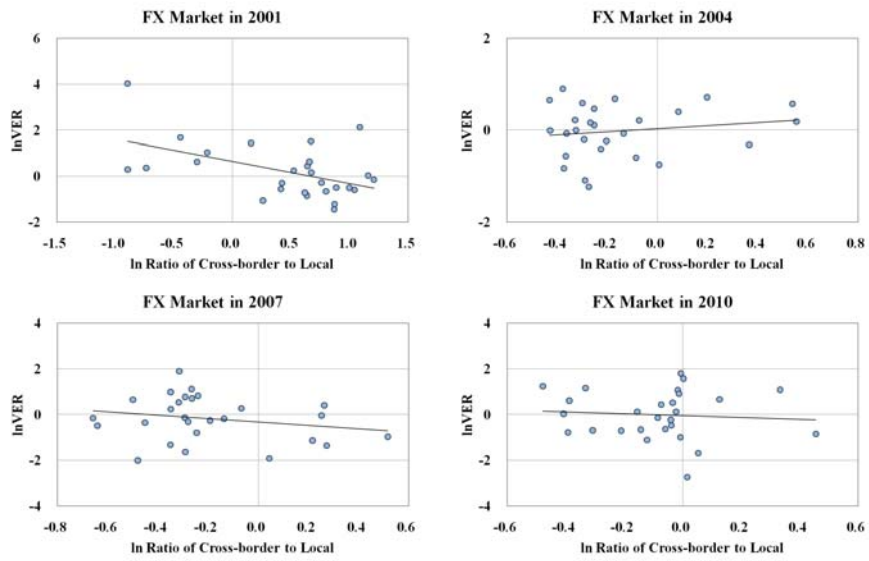 FX Market in 2001
6
4
2
0
-2
lnVER
-1.5 -1.0 -0.5 0.0 0.5 1.0 1.5
ln Ratio of Cross-border to Local
FX Market in 2004
2
0
-2
lnVER
-0.6 -0.4 -0.2 0.0 0.2 0.4 0.6 0.8
ln Ratio of Cross-border to Local
FX Market in 2007
4
2
0
-2
-4
lnVER
-0.8 -0.6 -0.4 -0.2 0.0 0.2 0.4 0.6
ln Ratio of Cross-border to Local
FX Market in 2010
4
2
0
-2
-4
lnVER
-0.6 -0.4 -0.2 0.0 0.2 0.4 0.6
ln Ratio of Cross-border to Local